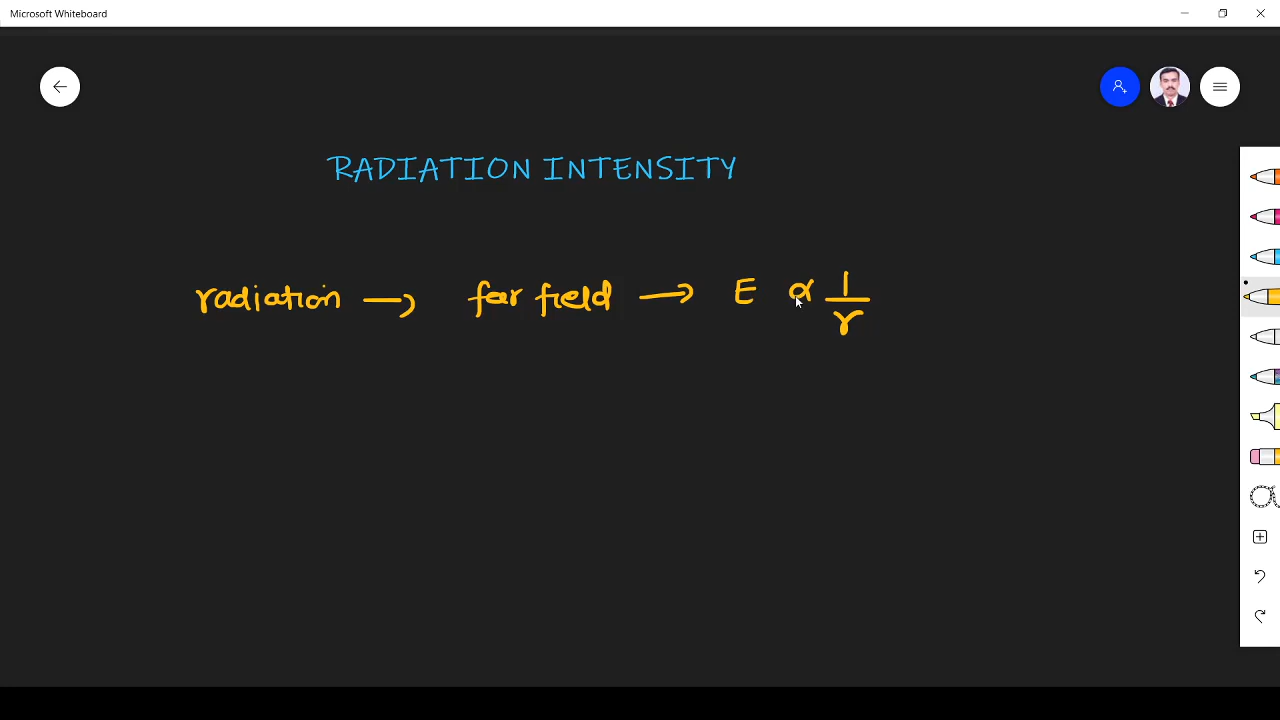 Microsoft Whiteboard
RADIATION INTENSITY
radiation → far field → E ∝ 1/r